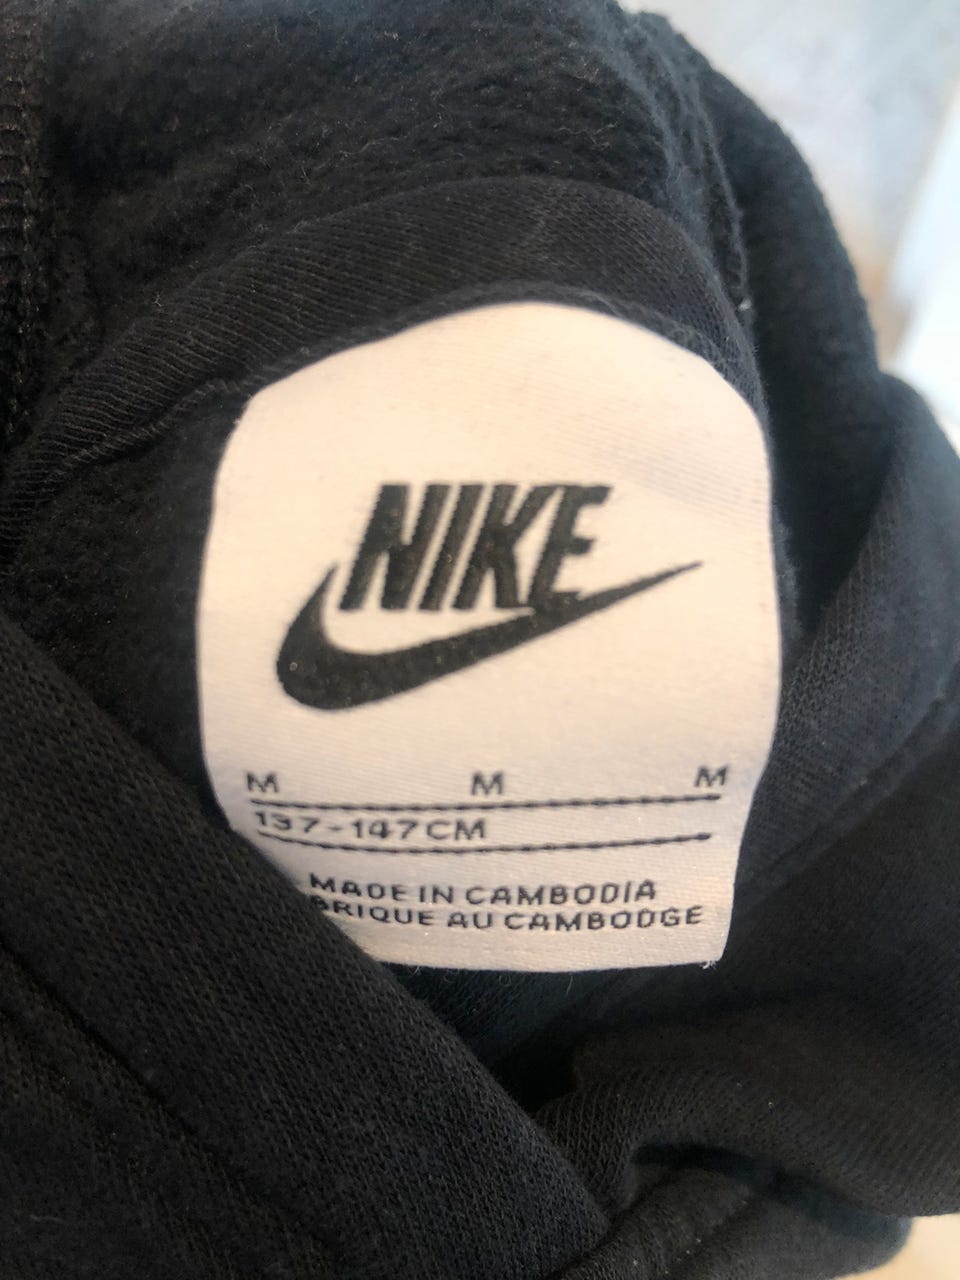 NIKE
M M M
137-147CM
MADE IN CAMBODIA
BRIQUE AU CAMBODGE